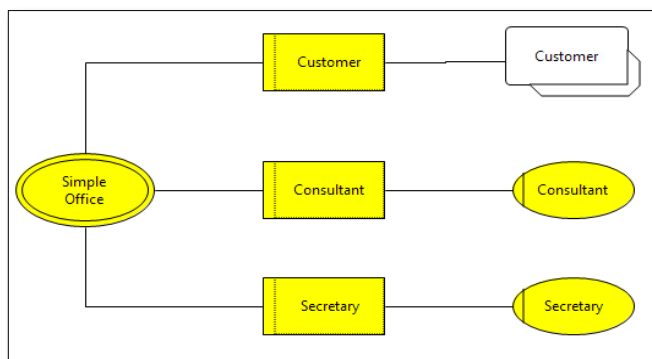 Customer
Customer
Simple
Office
Consultant
Consultant
Secretary
Secretary